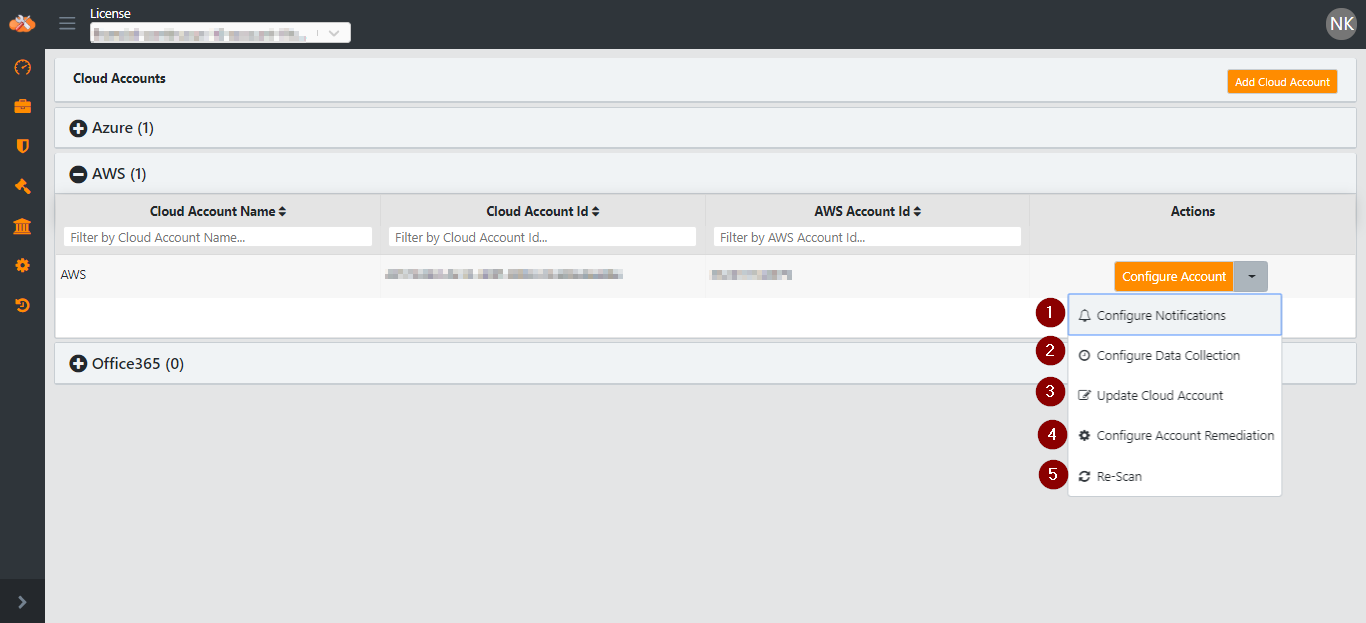 License
NK
Cloud Accounts
Add Cloud Account
Azure (1)
AWS (1)
Cloud Account Name
Cloud Account Id
AWS Account Id
Actions
Filter by Cloud Account Name...
Filter by Cloud Account Id...
Filter by AWS Account Id...
AWS
Configure Account
1 Configure Notifications
2 Configure Data Collection
3 Update Cloud Account
4 Configure Account Remediation
5 Re-Scan
Office365 (0)